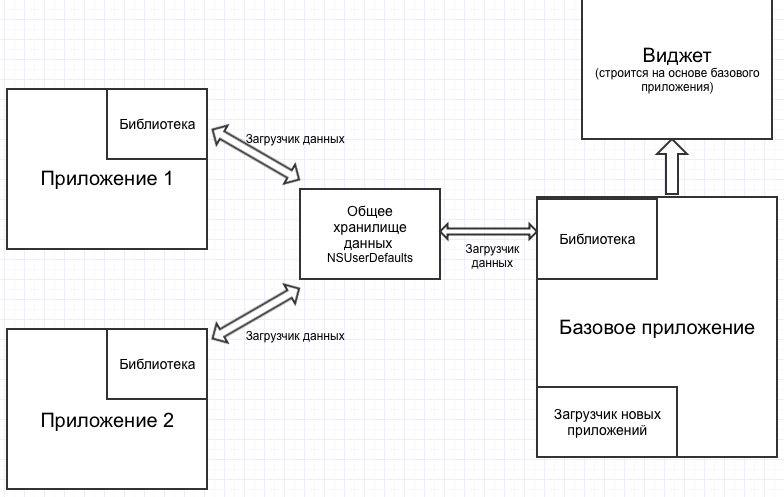 Виджет
(строится на основе базового
приложения)
Библиотека
Приложение 1
Загрузчик данных
Общее
хранилище
данных
NSUserDefaults
Загрузчик
данных
Библиотека
Базовое приложение
Загрузчик новых
приложений
Загрузчик данных
Библиотека
Приложение 2